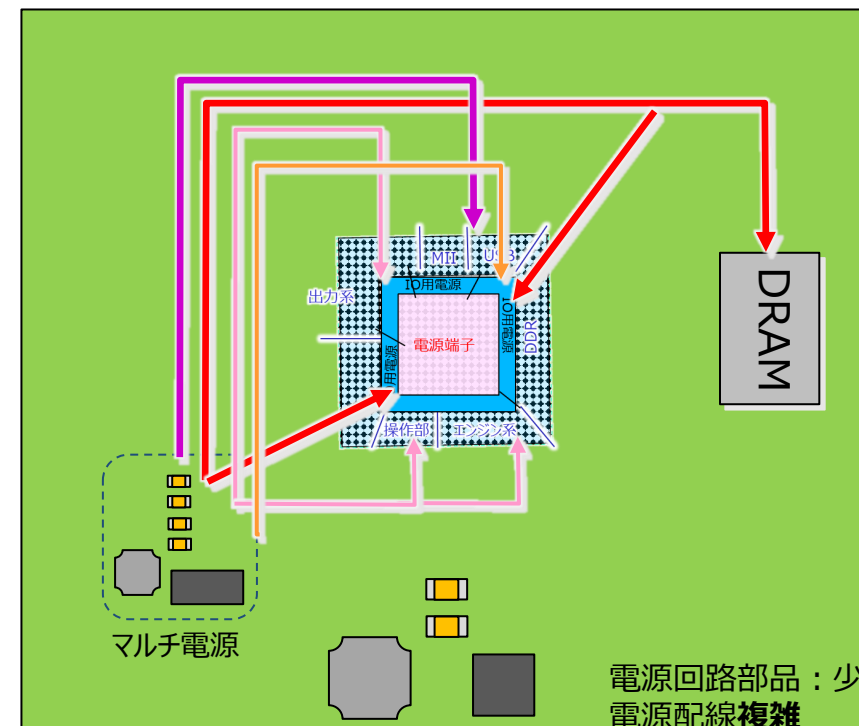 MII
USB
IO用電源
出力系
IO用電源
DDR
電源端子
用電源
操作部
エンジン系
DRAM
マルチ電源
電源回路部品：少
電源配線複雑